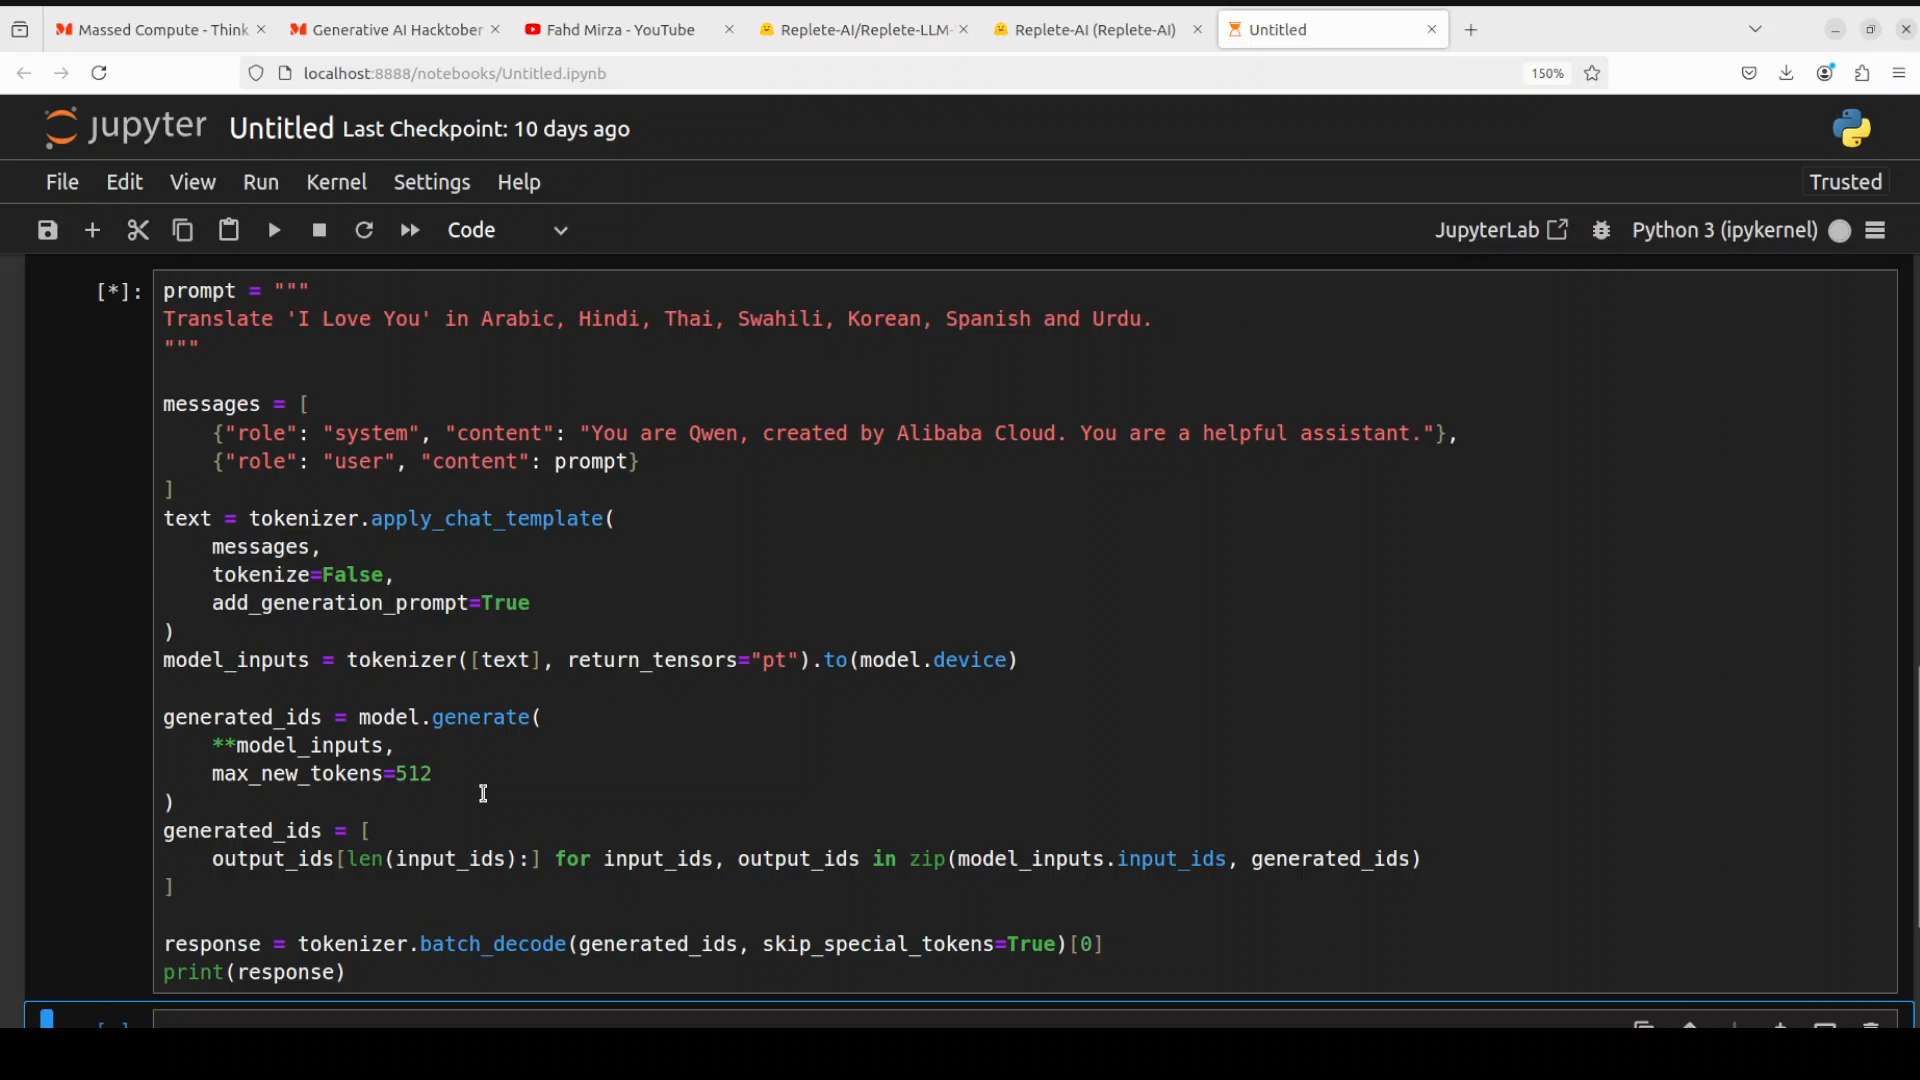 Massed Compute - Think
Generative AI Hacktober
Fahd Mirza - YouTube
Replete-AI/Replete-LLM-
Replete-AI (Replete-AI)
Untitled
localhost:8888/notebooks/Untitled.ipynb
150%
jupyter Untitled Last Checkpoint: 10 days ago
File Edit View Run Kernel Settings Help
Trusted
Code
JupyterLab
Python 3 (ipykernel)
[*]:
prompt = """
Translate 'I Love You' in Arabic, Hindi, Thai, Swahili, Korean, Spanish and Urdu.
"""
messages = [
    {"role": "system", "content": "You are Qwen, created by Alibaba Cloud. You are a helpful assistant."},
    {"role": "user", "content": prompt}
]
text = tokenizer.apply_chat_template(
    messages,
    tokenize=False,
    add_generation_prompt=True
)
model_inputs = tokenizer([text], return_tensors="pt").to(model.device)
generated_ids = model.generate(
    **model_inputs,
    max_new_tokens=512
)
generated_ids = [
    output_ids[len(input_ids):] for input_ids, output_ids in zip(model_inputs.input_ids, generated_ids)
]
response = tokenizer.batch_decode(generated_ids, skip_special_tokens=True)[0]
print(response)